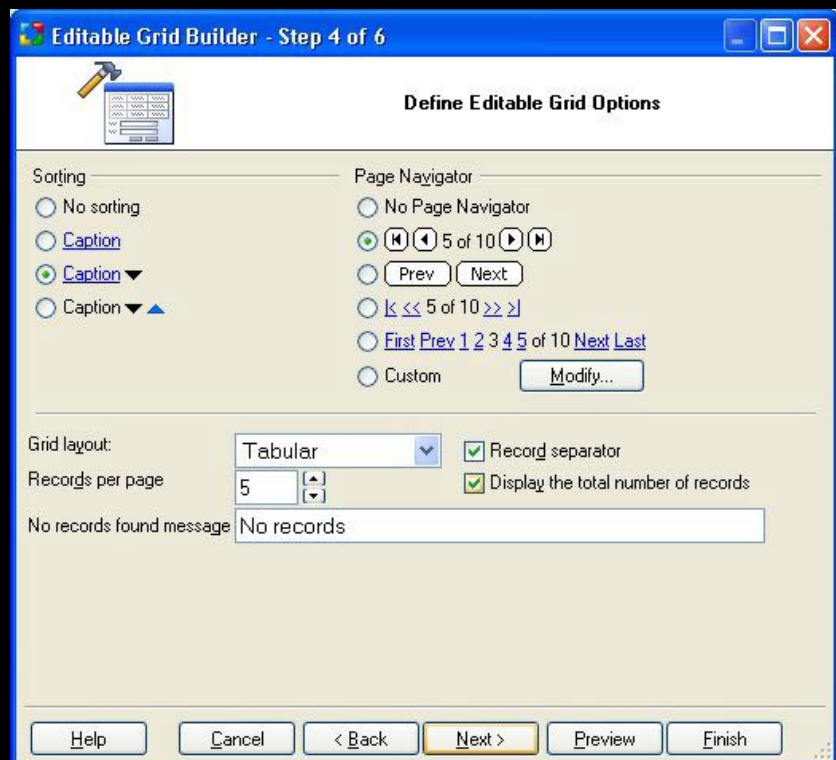 Editable Grid Builder - Step 4 of 6
Define Editable Grid Options
Sorting
No sorting
Caption
Caption
Caption
Page Navigator
No Page Navigator
5 of 10
Prev Next
|< << 5 of 10 >> >|
First Prev 1 2 3 4 5 of 10 Next Last
Custom Modify...
Grid layout: Tabular
Record separator
Records per page 5
Display the total number of records
No records found message No records
Help Cancel < Back Next > Preview Finish